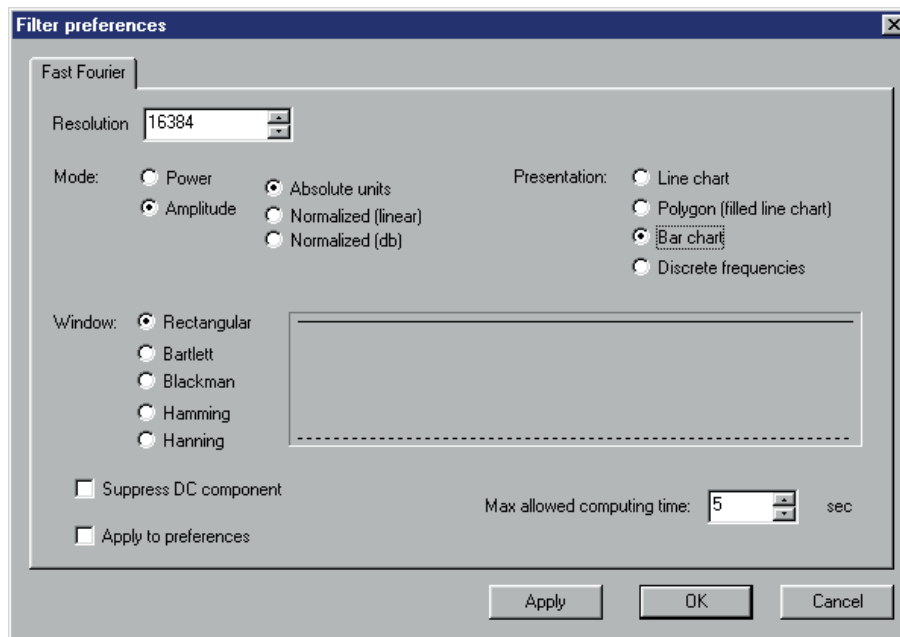 Filter preferences
Fast Fourier
Resolution 16384
Mode: Power
Amplitude
Absolute units
Normalized (linear)
Normalized (db)
Presentation: Line chart
Polygon (filled line chart)
Bar chart
Discrete frequencies
Window: Rectangular
Bartlett
Blackman
Hamming
Hanning
Suppress DC component
Apply to preferences
Max allowed computing time: 5 sec
Apply OK Cancel